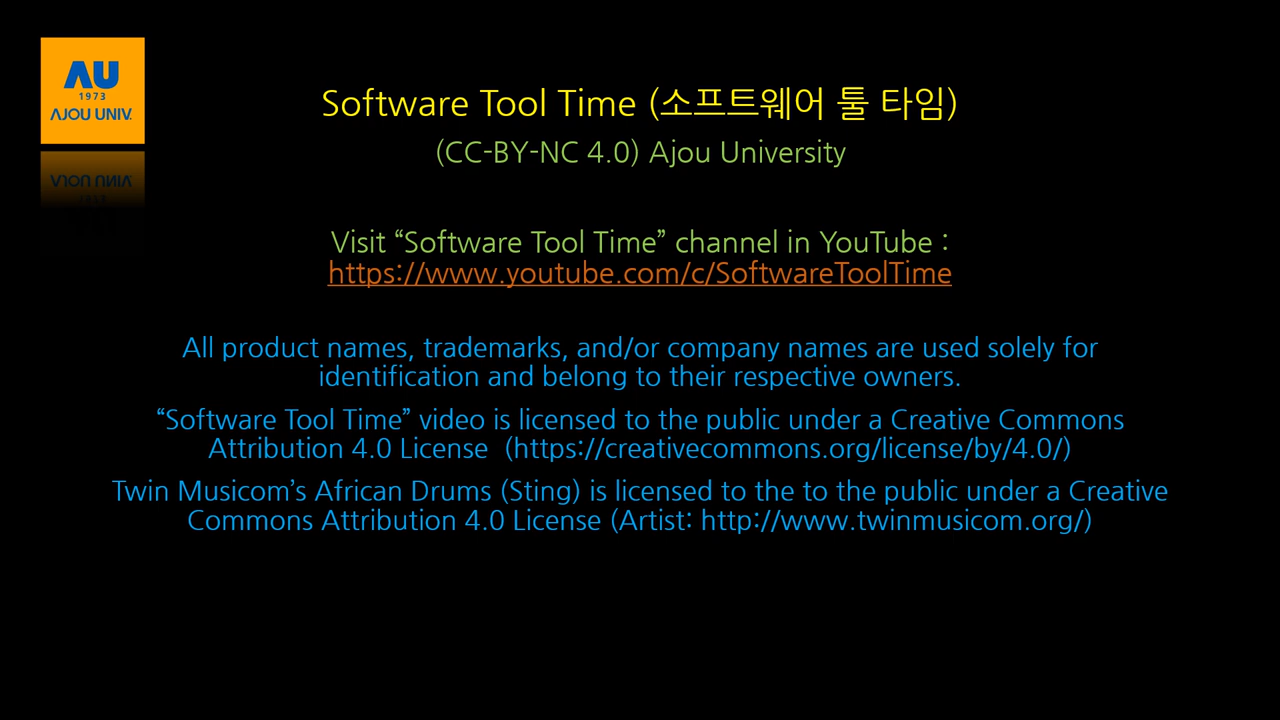 AU
1973
AJOU UNIV.
Software Tool Time (소프트웨어 툴 타임)
(CC-BY-NC 4.0) Ajou University
Visit “Software Tool Time” channel in YouTube :
https://www.youtube.com/c/SoftwareToolTime
All product names, trademarks, and/or company names are used solely for
identification and belong to their respective owners.
“Software Tool Time” video is licensed to the public under a Creative Commons
Attribution 4.0 License  (https://creativecommons.org/license/by/4.0/)
Twin Musicom’s African Drums (Sting) is licensed to the to the public under a Creative
Commons Attribution 4.0 License (Artist: http://www.twinmusicom.org/)